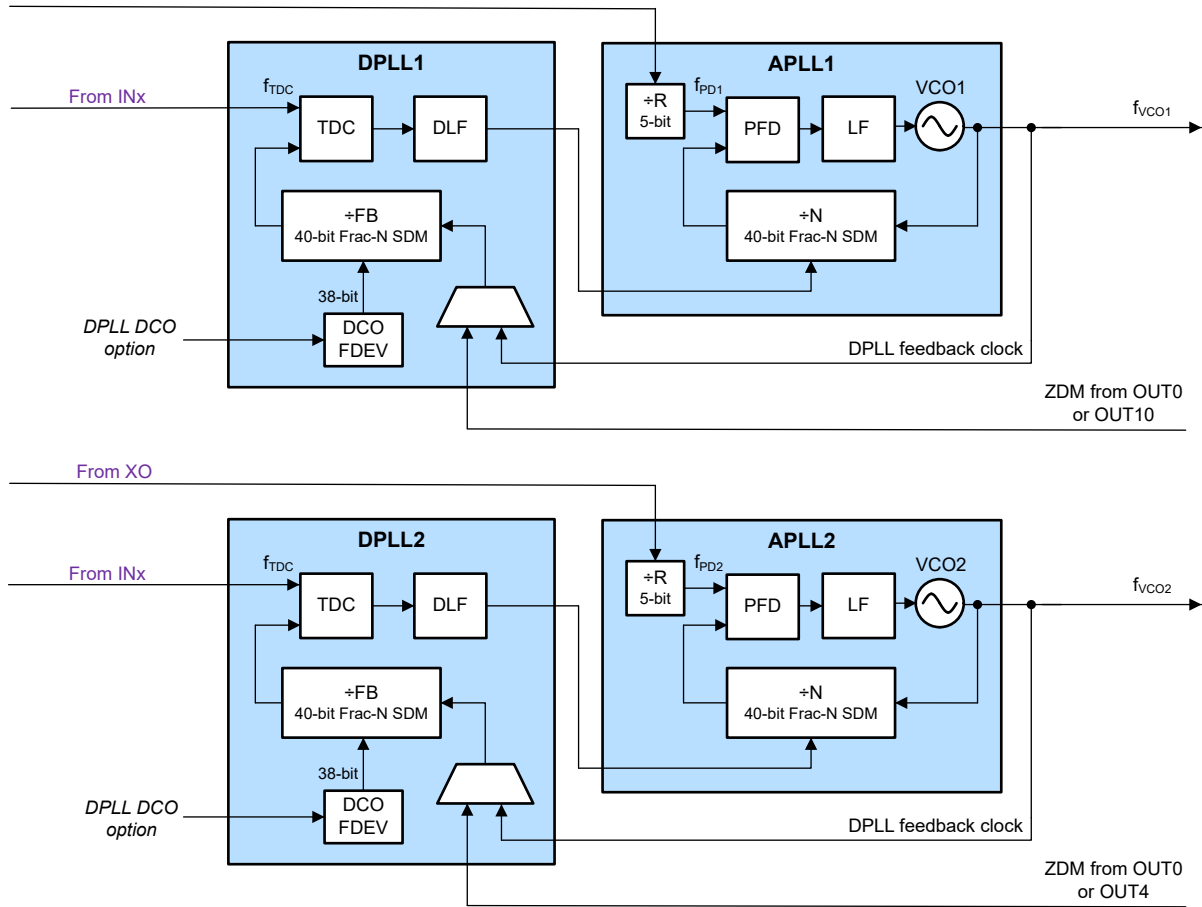 DPLL1
APLL1
From INx
fTDC
TDC
DLF
÷R
5-bit
fPD1
PFD
LF
VCO1
fVCO1
÷FB
40-bit Frac-N SDM
÷N
40-bit Frac-N SDM
38-bit
DPLL DCO
option
DCO
FDEV
DPLL feedback clock
ZDM from OUT0
or OUT10
From XO
DPLL2
APLL2
From INx
fTDC
TDC
DLF
÷R
5-bit
fPD2
PFD
LF
VCO2
fVCO2
÷FB
40-bit Frac-N SDM
÷N
40-bit Frac-N SDM
38-bit
DPLL DCO
option
DCO
FDEV
DPLL feedback clock
ZDM from OUT0
or OUT4